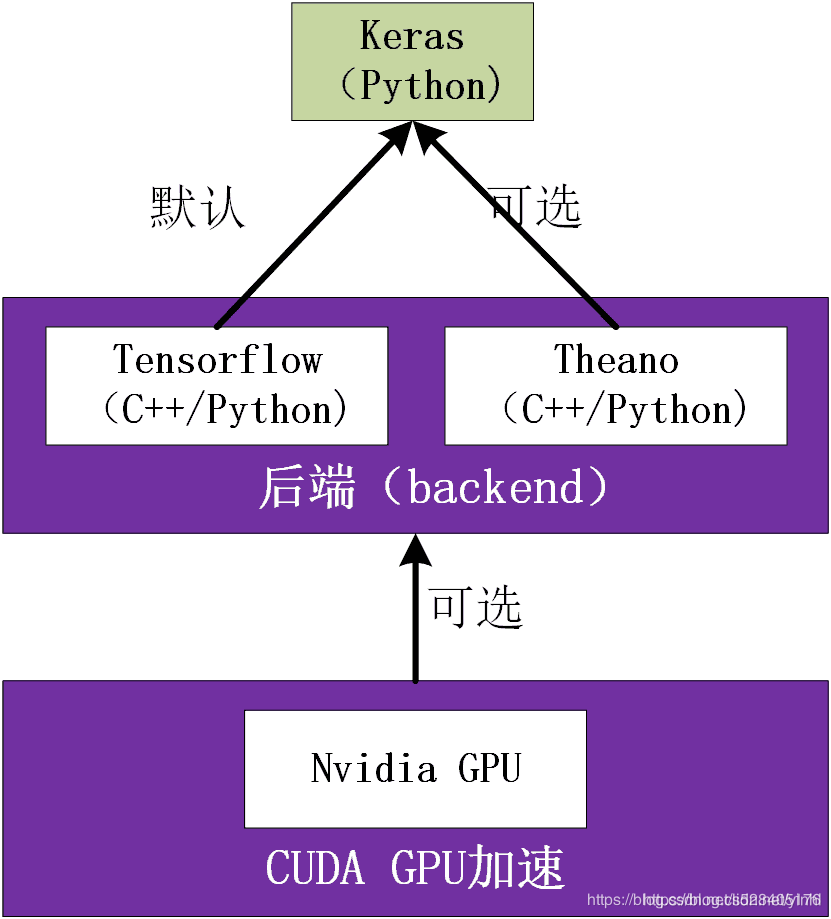 Keras
（Python）
默认
可选
Tensorflow
（C++/Python）
Theano
（C++/Python）
后端（backend）
可选
Nvidia GPU
CUDA GPU加速